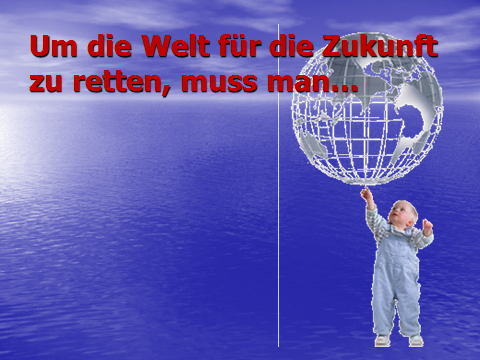 Um die Welt für die Zukunft
zu retten, muss man...